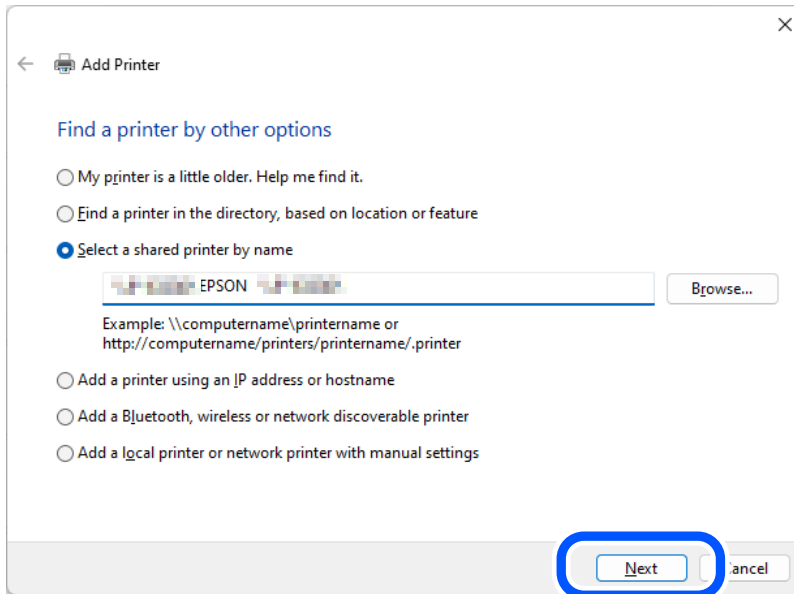 Add Printer
Find a printer by other options
My printer is a little older. Help me find it.
Find a printer in the directory, based on location or feature
Select a shared printer by name
EPSON
Browse...
Example: \\computername\printername or
http://computername/printers/printername/.printer
Add a printer using an IP address or hostname
Add a Bluetooth, wireless or network discoverable printer
Add a local printer or network printer with manual settings
Next
ancel